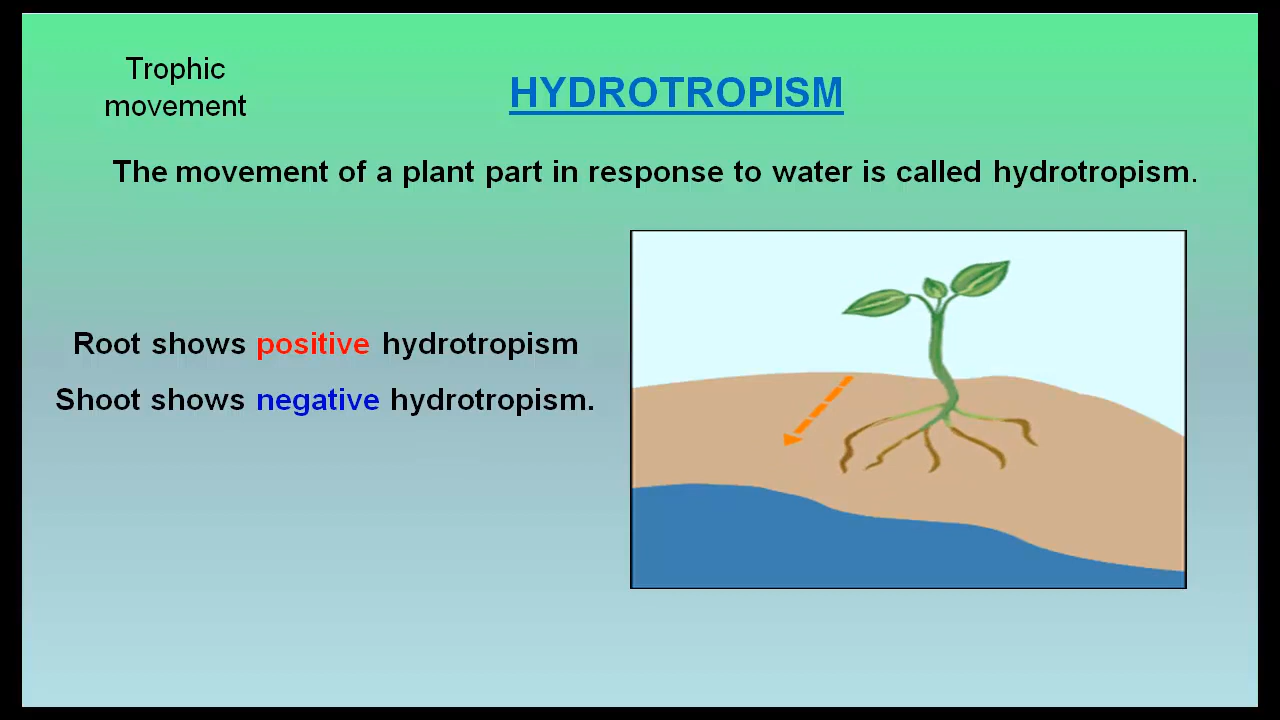 Trophic
movement
HYDROTROPISM
The movement of a plant part in response to water is called hydrotropism.
Root shows positive hydrotropism
Shoot shows negative hydrotropism.